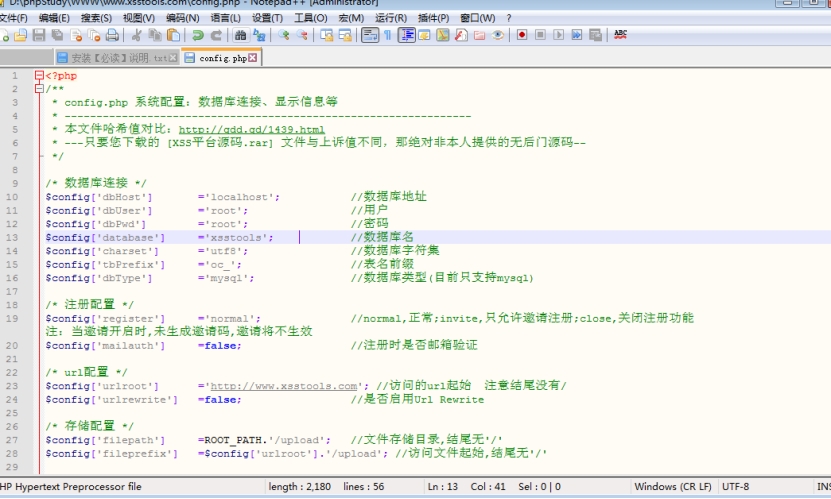 D:\phpStudy\WWW\www.xsstools.com\config.php - Notepad++ [Administrator]
文件(F) 编辑(E) 搜索(S) 视图(V) 编码(N) 语言(L) 设置(T) 工具(O) 宏(M) 运行(R) 插件(P) 窗口(W) ?
安装【必读】说明.txt config.php
1 <?php
2 /**
3 * config.php 系统配置：数据库连接、显示信息等
4 * ----------------------------------------------------------------
5 * 本文件哈希值对比：http://gdd.gd/1439.html
6 * ---只要您下载的 [XSS平台源码.rar] 文件与上诉值不同，那绝对非本人提供的无后门源码--
7 */
8
9 /* 数据库连接 */
10 $config['dbHost'] ='localhost'; //数据库地址
11 $config['dbUser'] ='root'; //用户
12 $config['dbPwd'] ='root'; //密码
13 $config['database'] ='xsstools'; //数据库名
14 $config['charset'] ='utf8'; //数据库字符集
15 $config['tbPrefix'] ='oc_'; //表名前缀
16 $config['dbType'] ='mysql'; //数据库类型(目前只支持mysql)
17
18 /* 注册配置 */
19 $config['register'] ='normal'; //normal,正常;invite,只允许邀请注册;close,关闭注册功能
注：当邀请开启时,未生成邀请码,邀请将不生效
20 $config['mailauth'] =false; //注册时是否邮箱验证
21
22 /* url配置 */
23 $config['urlroot'] ='http://www.xsstools.com'; //访问的url起始 注意结尾没有/
24 $config['urlrewrite'] =false; //是否启用Url Rewrite
25
26 /* 存储配置 */
27 $config['filepath'] =ROOT_PATH.'/upload'; //文件存储目录,结尾无'/'
28 $config['fileprefix'] =$config['urlroot'].'/upload'; //访问文件起始,结尾无'/'
29
HP Hypertext Preprocessor file length : 2,180 lines : 56 Ln : 13 Col : 41 Sel : 0 | 0 Windows (CR LF) UTF-8 INS